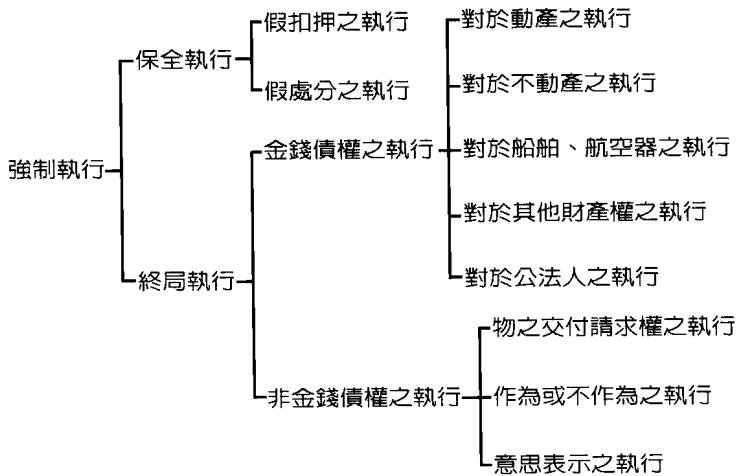 強制執行
保全執行
假扣押之執行
假處分之執行
終局執行
金錢債權之執行
對於動產之執行
對於不動產之執行
對於船舶、航空器之執行
對於其他財產權之執行
對於公法人之執行
非金錢債權之執行
物之交付請求權之執行
作為或不作為之執行
意思表示之執行